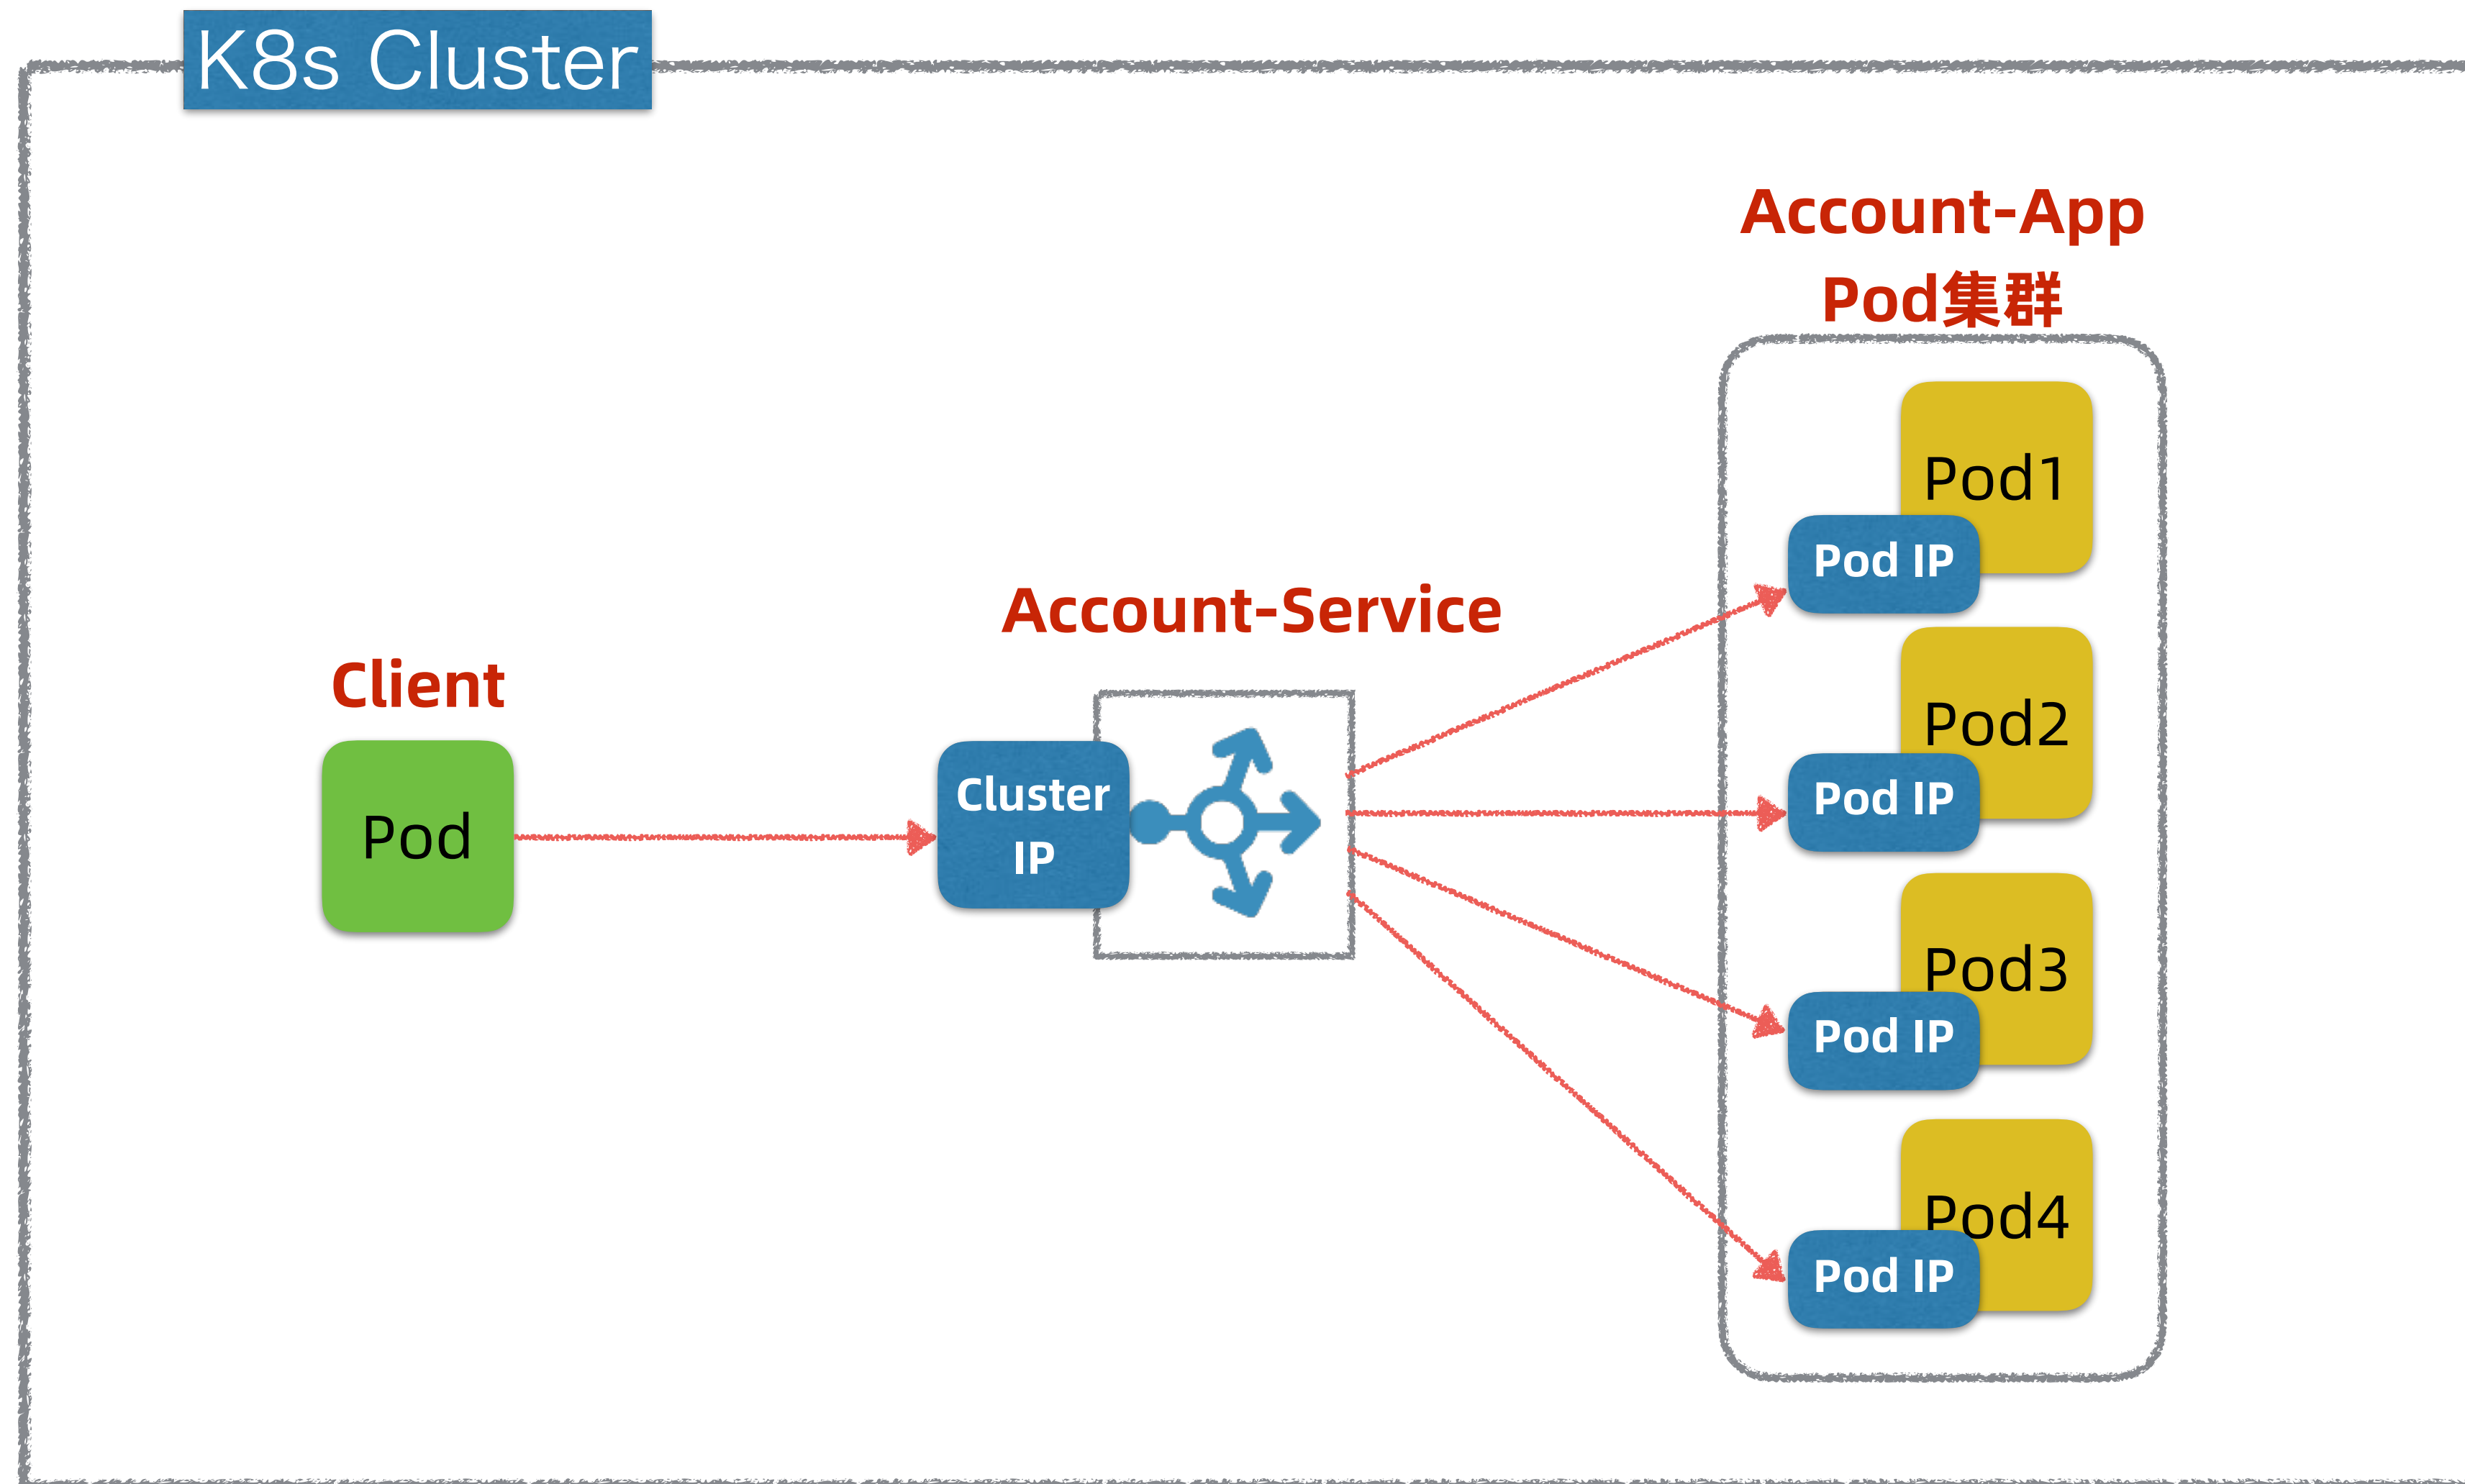 K8s Cluster
Account-App
Pod集群
Pod1
Pod IP
Account-Service
Client
Pod2
Pod IP
Cluster
IP
Pod
Pod3
Pod IP
Pod4
Pod IP